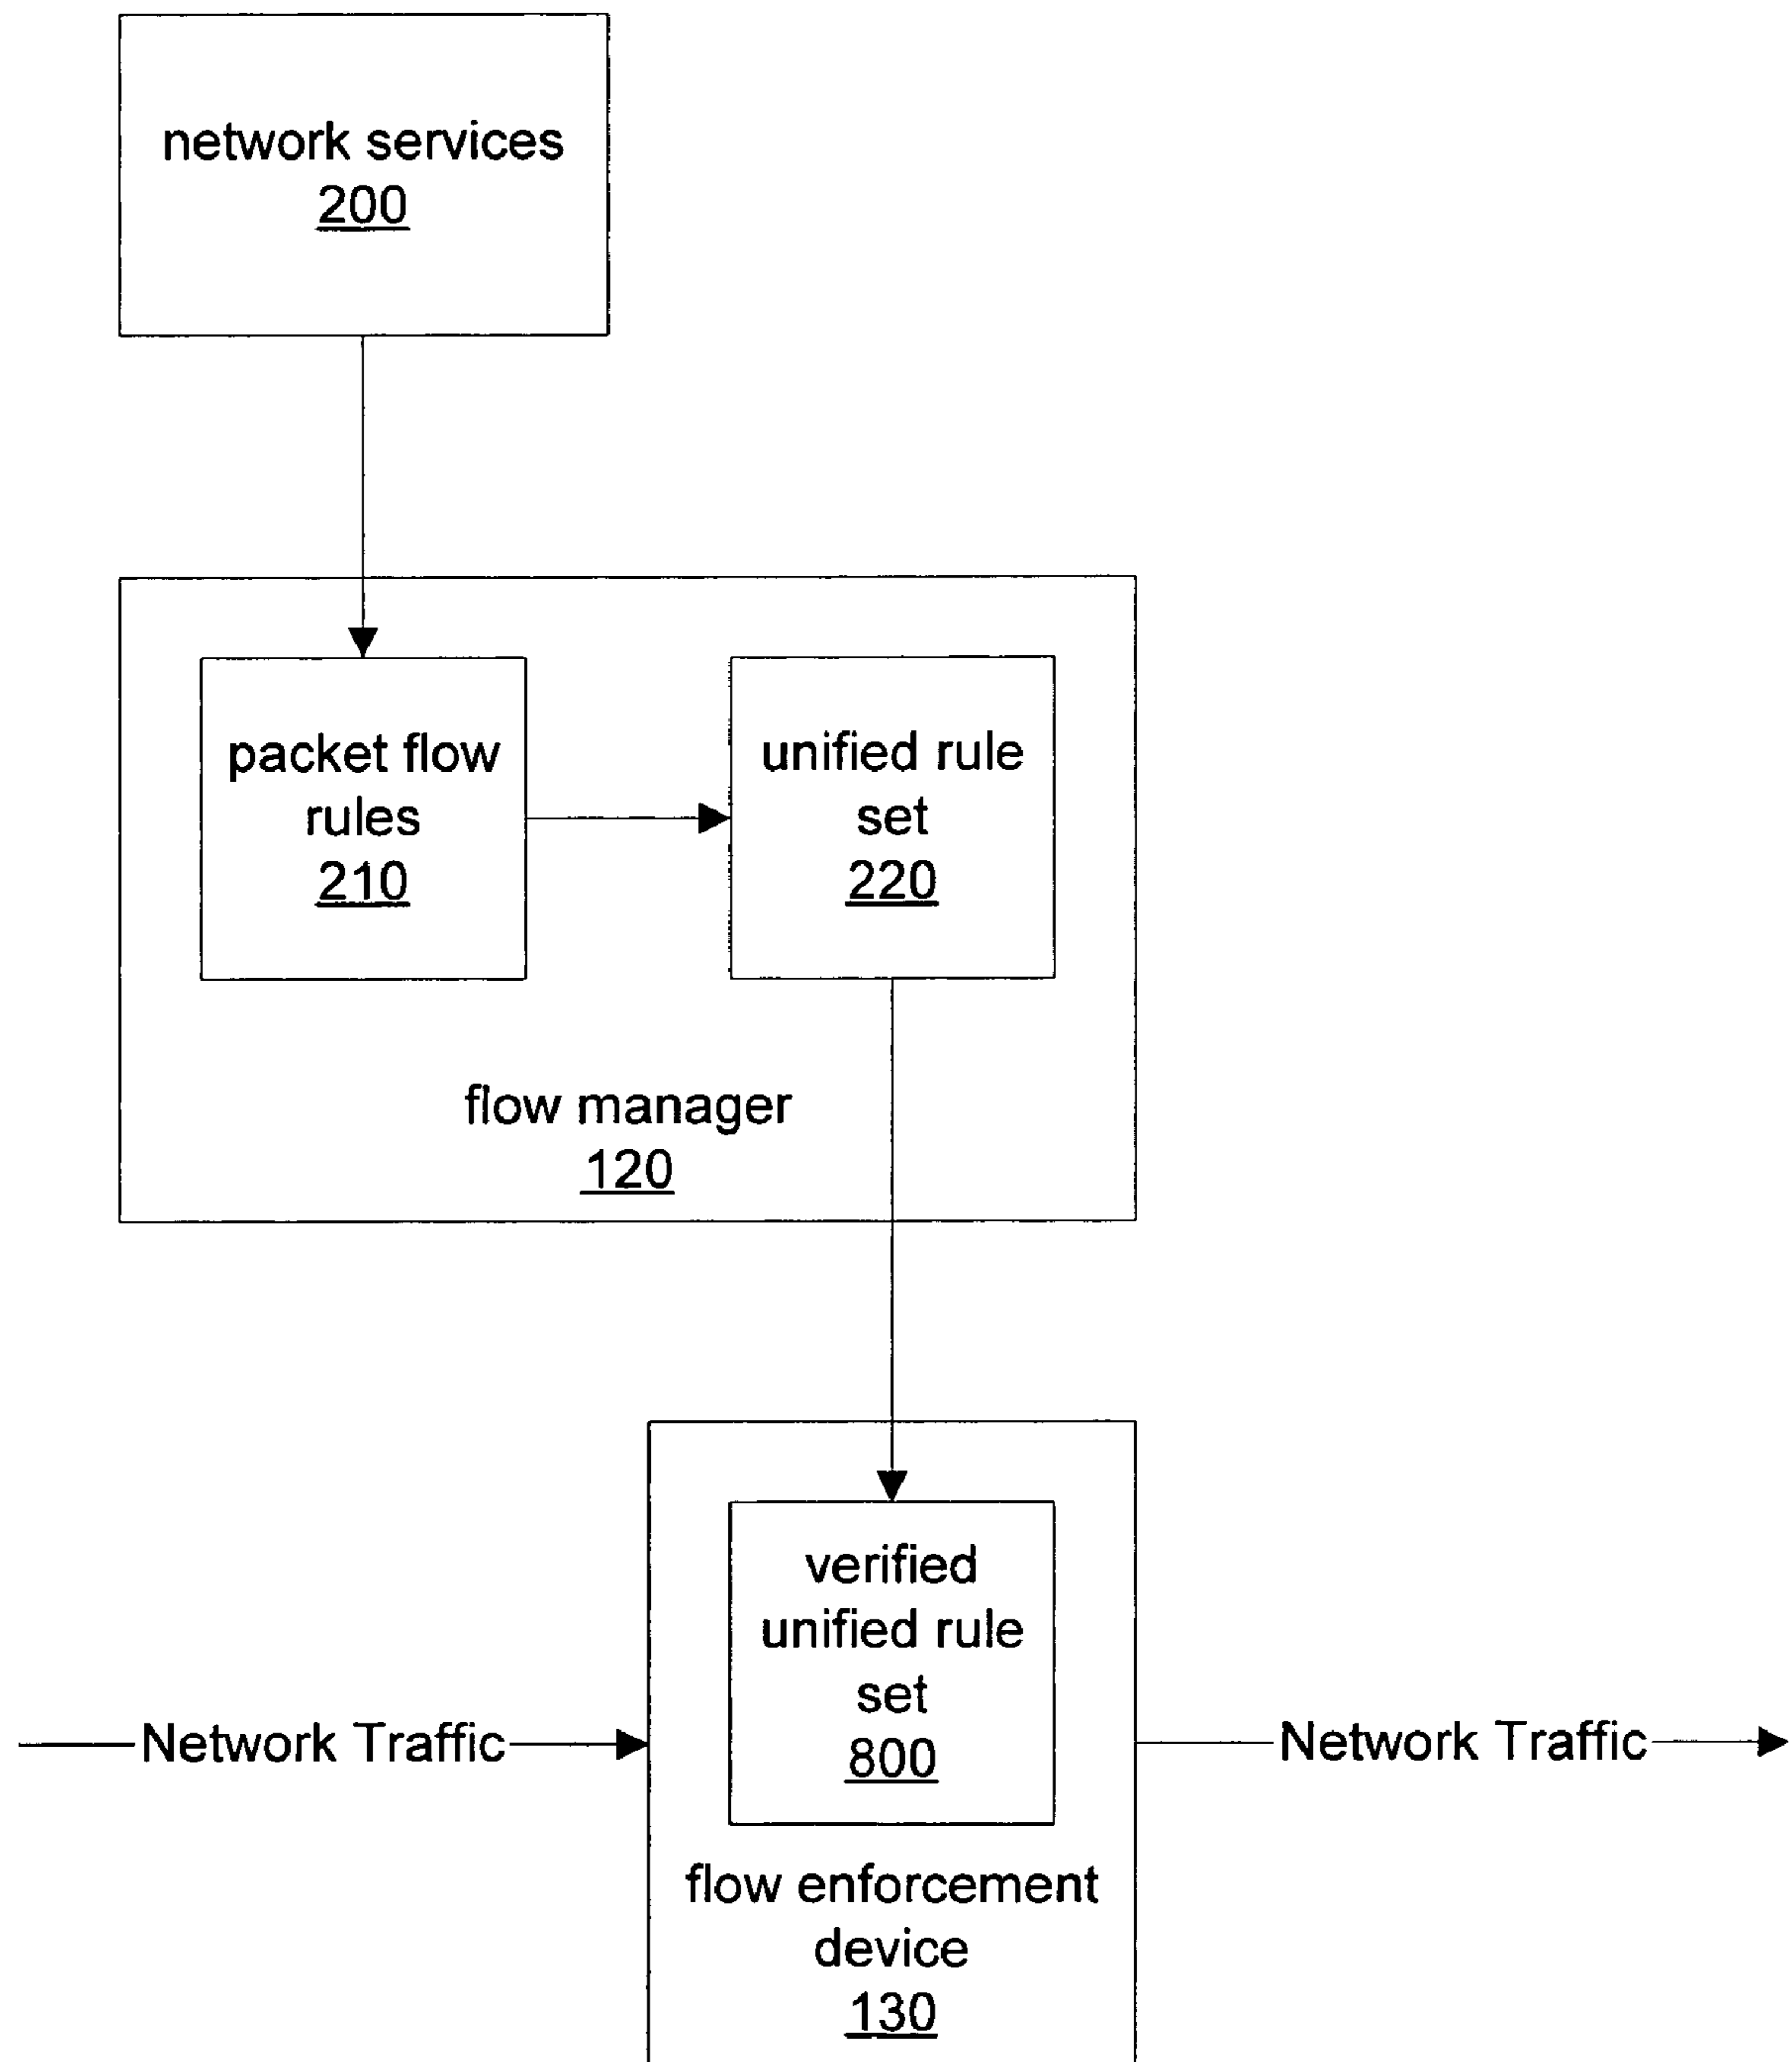 network services
200
packet flow
rules
210
unified rule
set
220
flow manager
120
verified
unified rule
set
800
Network Traffic
Network Traffic
flow enforcement
device
130